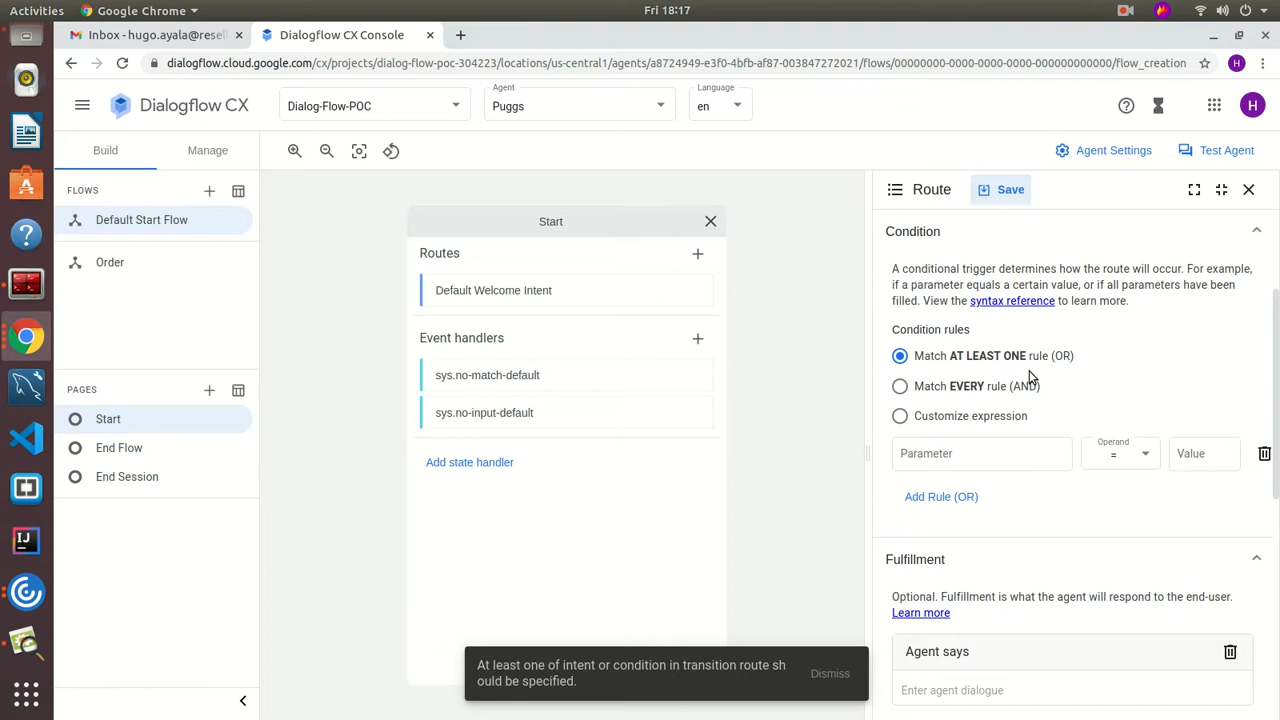 Activities
Google Chrome
Fri 18:17
Inbox - hugo.ayala@resell
Dialogflow CX Console
dialogflow.cloud.google.com/cx/projects/dialog-flow-poc-304223/locations/us-central1/agents/a8724949-e3f0-4bfb-af87-003847272021/flows/00000000-0000-0000-0000-000000000000/flow_creation
H
Dialogflow CX
Dialog-Flow-POC
Agent
Puggs
Language
en
H
Build
Manage
Agent Settings
Test Agent
FLOWS
Default Start Flow
Order
PAGES
Start
End Flow
End Session
Start
Routes
Default Welcome Intent
Event handlers
sys.no-match-default
sys.no-input-default
Add state handler
Route
Save
Condition
A conditional trigger determines how the route will occur. For example,
if a parameter equals a certain value, or if all parameters have been
filled. View the syntax reference to learn more.
Condition rules
Match AT LEAST ONE rule (OR)
Match EVERY rule (AND)
Customize expression
Parameter
Operand
=
Value
Add Rule (OR)
Fulfillment
Optional. Fulfillment is what the agent will respond to the end-user.
Learn more
Agent says
Enter agent dialogue
At least one of intent or condition in transition route sh
ould be specified.
Dismiss